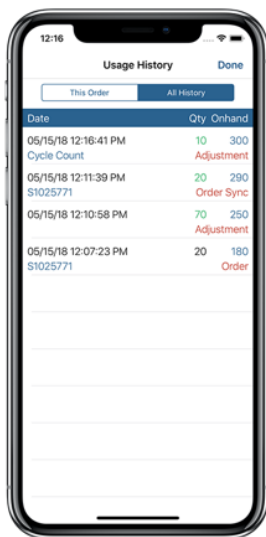 12:16
Usage History Done
This Order All History
Date Qty Onhand
05/15/18 12:16:41 PM 10 300
Cycle Count Adjustment
05/15/18 12:11:39 PM 20 290
S1025771 Order Sync
05/15/18 12:10:58 PM 70 250
Adjustment
05/15/18 12:07:23 PM 20 180
S1025771 Order